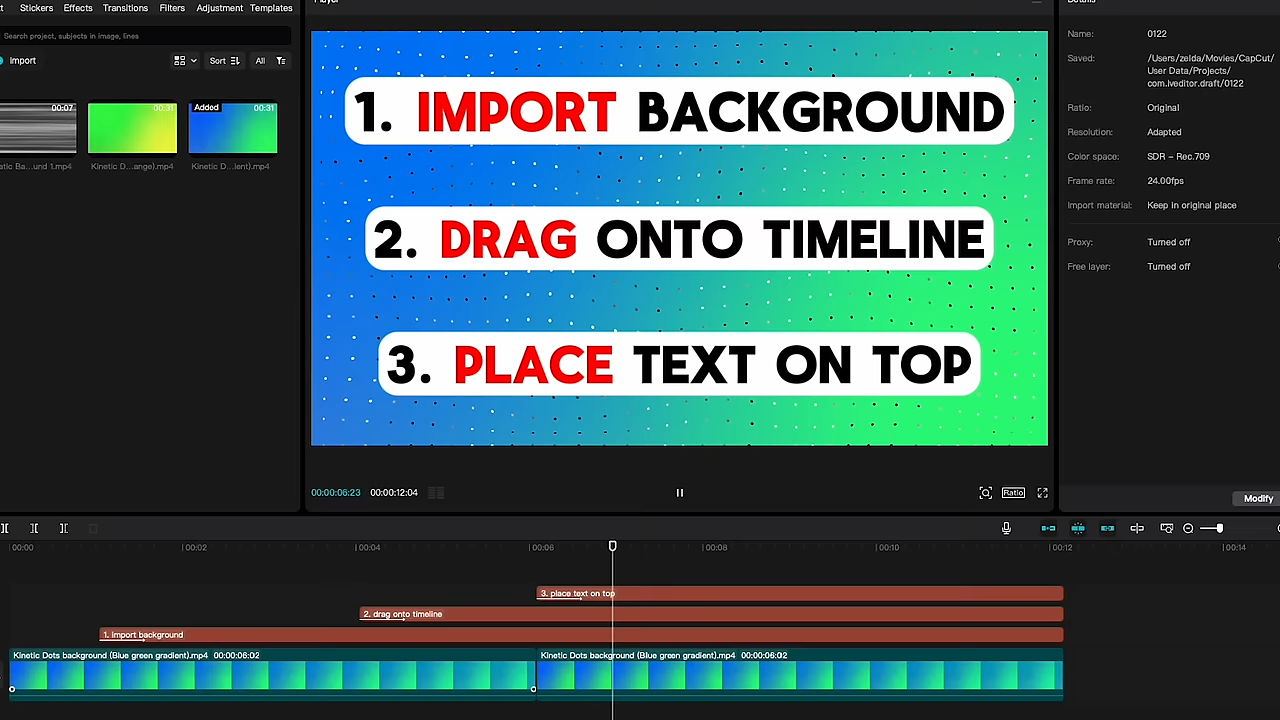 Stickers Effects Transitions Filters Adjustment Templates
Search project, subjects in image, lines
Import
Sort
All
00:07
00:31
Added
00:31
atic Ba...und 1.mp4
Kinetic D...ange).mp4
Kinetic D...ient).mp4
Player
1. IMPORT BACKGROUND
2. DRAG ONTO TIMELINE
3. PLACE TEXT ON TOP
00:00:06:23 00:00:12:04
Ratio
Details
Name: 0122
Saved: /Users/zelda/Movies/CapCut/
User Data/Projects/
com.lveditor.draft/0122
Ratio: Original
Resolution: Adapted
Color space: SDR – Rec.709
Frame rate: 24.00fps
Import material: Keep in original place
Proxy: Turned off
Free layer: Turned off
Modify
00:00 00:02 00:04 00:06 00:08 00:10 00:12 00:14
3. place text on top
2. drag onto timeline
1. import background
Kinetic Dots background (Blue green gradient).mp4 00:00:06:02
Kinetic Dots background (Blue green gradient).mp4 00:00:06:02